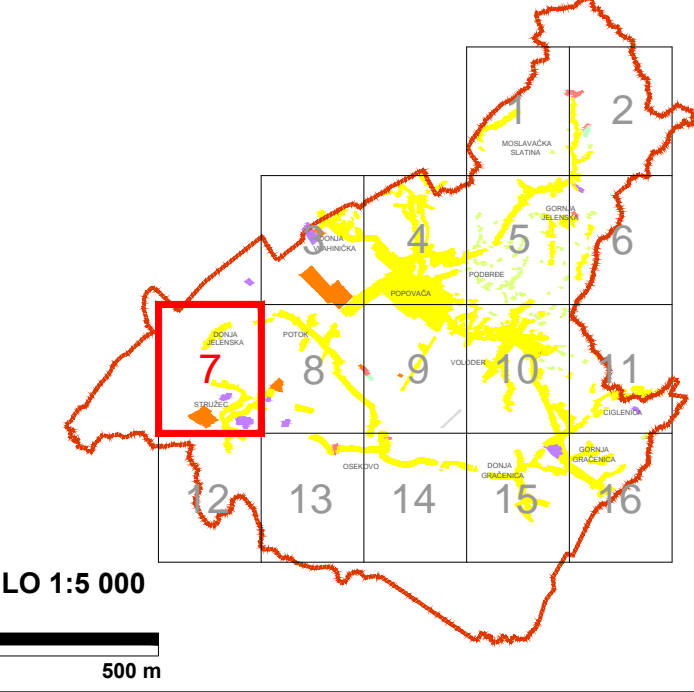 1
2
MOSLAVAČKA
SLATINA
3
DONJA
VLAHINIČKA
4
5
6
GORNJA
JELENSKA
PODBRĐE
POPOVAČA
DONJA
JELENSKA
7
STRUŽEC
POTOK
8
9
VOLODER
10
11
CIGLENICA
12
13
OSEKOVO
14
DONJA
GRAČENICA
15
GORNJA
GRAČENICA
16
LO 1:5 000
500 m